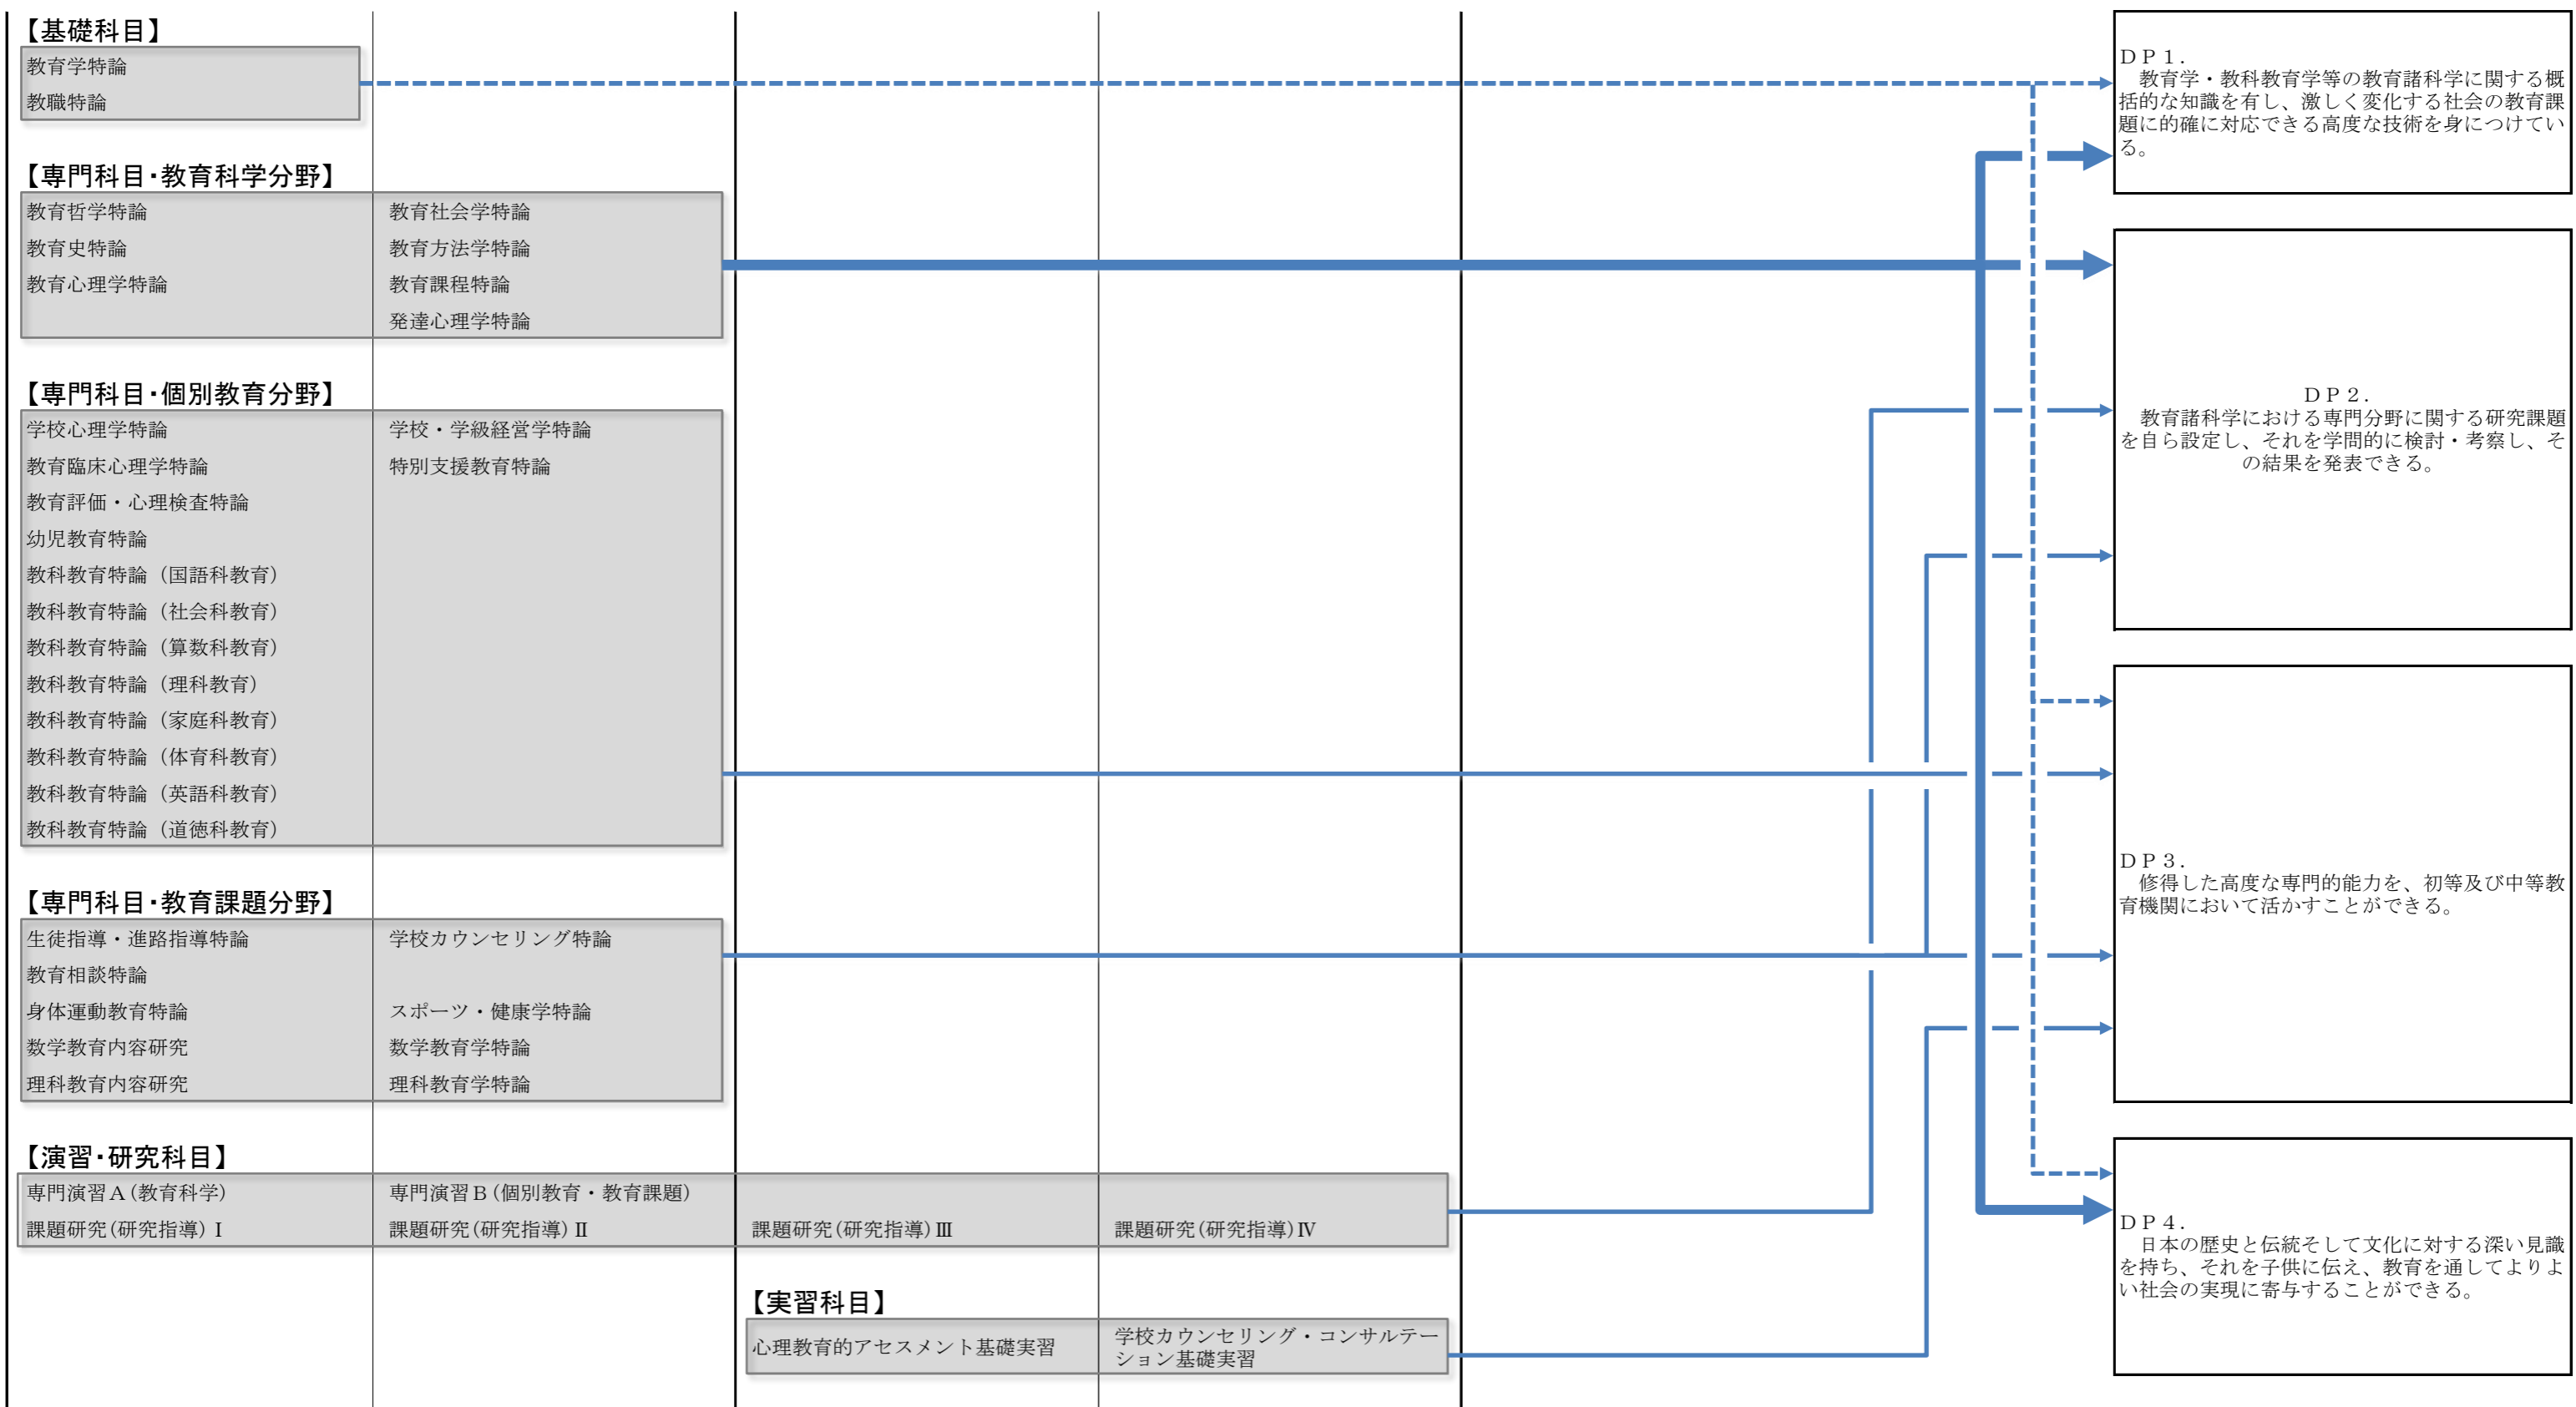 【基礎科目】
教育学特論
教職特論
【専門科目・教育科学分野】
教育哲学特論
教育社会学特論
教育史特論
教育方法学特論
教育心理学特論
教育課程特論
発達心理学特論
【専門科目・個別教育分野】
学校心理学特論
学校・学級経営学特論
教育臨床心理学特論
特別支援教育特論
教育評価・心理検査特論
幼児教育特論
教科教育特論（国語科教育）
教科教育特論（社会科教育）
教科教育特論（算数科教育）
教科教育特論（理科教育）
教科教育特論（家庭科教育）
教科教育特論（体育科教育）
教科教育特論（英語科教育）
教科教育特論（道徳科教育）
【専門科目・教育課題分野】
生徒指導・進路指導特論
学校カウンセリング特論
教育相談特論
身体運動教育特論
スポーツ・健康学特論
数学教育内容研究
数学教育学特論
理科教育内容研究
理科教育学特論
【演習・研究科目】
専門演習Ａ(教育科学)
専門演習Ｂ(個別教育・教育課題)
課題研究(研究指導)Ⅰ
課題研究(研究指導)Ⅱ
課題研究(研究指導)Ⅲ
課題研究(研究指導)Ⅳ
【実習科目】
心理教育的アセスメント基礎実習
学校カウンセリング・コンサルテー
ション基礎実習
ＤＰ１．
教育学・教科教育学等の教育諸科学に関する概
括的な知識を有し、激しく変化する社会の教育課
題に的確に対応できる高度な技術を身につけてい
る。
ＤＰ２．
教育諸科学における専門分野に関する研究課題
を自ら設定し、それを学問的に検討・考察し、そ
の結果を発表できる。
ＤＰ３．
修得した高度な専門的能力を、初等及び中等教
育機関において活かすことができる。
ＤＰ４．
日本の歴史と伝統そして文化に対する深い見識
を持ち、それを子供に伝え、教育を通してよりよ
い社会の実現に寄与することができる。